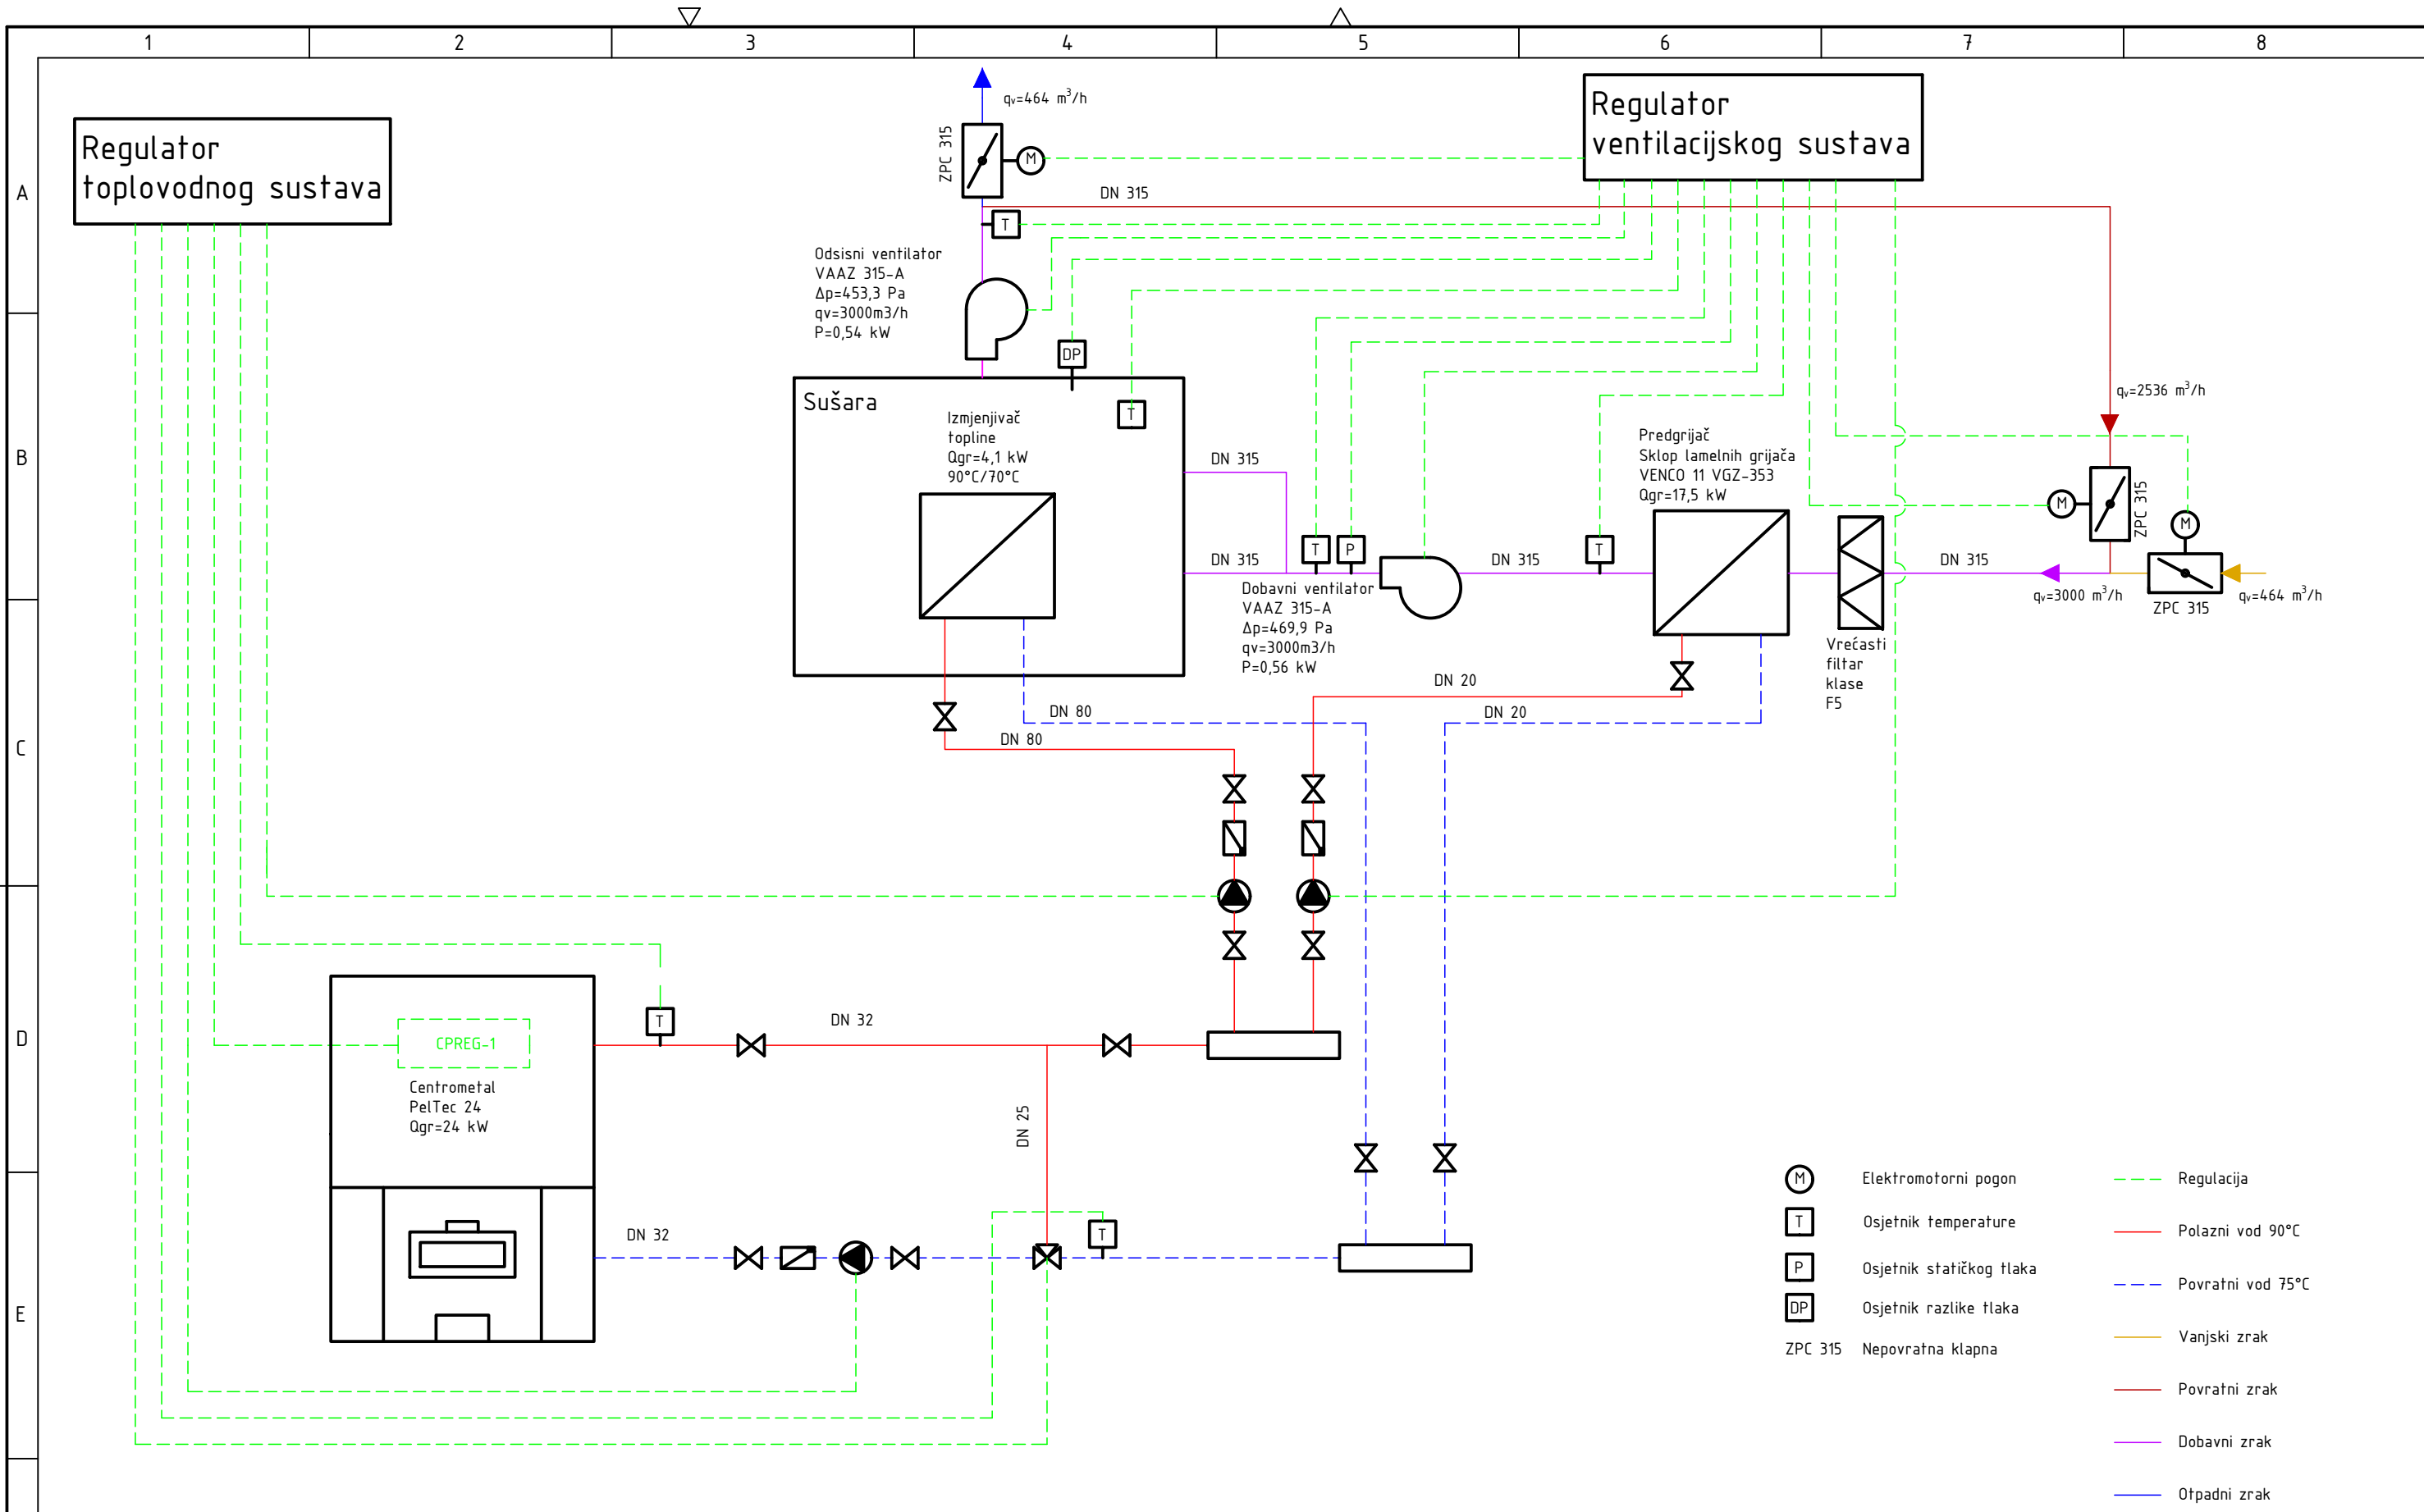 1 2 3 4 5 6 7 8
A
B
C
D
E
Regulator
toplovodnog sustava
qᵥ=464 m³/h
ZPC 315
M
Regulator
ventilacijskog sustava
DN 315
T
Odsisni ventilator
VAAZ 315-A
Δp=453,3 Pa
qv=3000m3/h
P=0,54 kW
DP
Sušara
T
Izmjenjivač
topline
Qgr=4,1 kW
90°C/70°C
DN 315
DN 315
T
P
Dobavni ventilator
VAAZ 315-A
Δp=469,9 Pa
qv=3000m3/h
P=0,56 kW
DN 315
T
Predgrijač
Sklop lamelnih grijača
VENCO 11 VGZ-353
Qgr=17,5 kW
Vrećasti
filtar
klase
F5
DN 315
qᵥ=2536 m³/h
M
ZPC 315
M
qᵥ=3000 m³/h
ZPC 315
qᵥ=464 m³/h
DN 20
DN 20
DN 80
DN 80
T
DN 32
CPREG-1
Centrometal
PelTec 24
Qgr=24 kW
DN 25
DN 32
T
M Elektromotorni pogon
T Osjetnik temperature
P Osjetnik statičkog tlaka
DP Osjetnik razlike tlaka
ZPC 315 Nepovratna klapna
Regulacija
Polazni vod 90°C
Povratni vod 75°C
Vanjski zrak
Povratni zrak
Dobavni zrak
Otpadni zrak